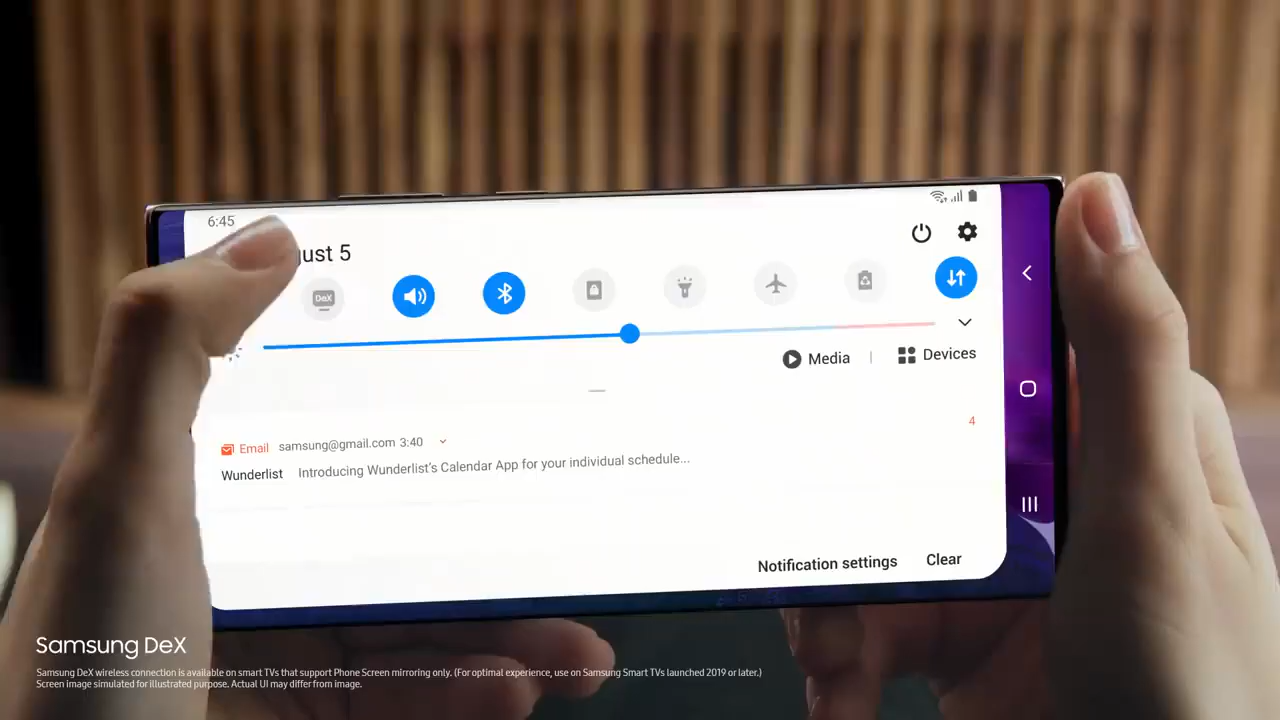 6:45
gust 5
DeX
Media | Devices
4
Email samsung@gmail.com 3:40
Wunderlist Introducing Wunderlist's Calendar App for your individual schedule...
Notification settings Clear
Samsung DeX
Samsung DeX wireless connection is available on smart TVs that support Phone Screen mirroring only. (For optimal experience, use on Samsung Smart TVs launched 2019 or later.)
Screen image simulated for illustrated purpose. Actual UI may differ from image.